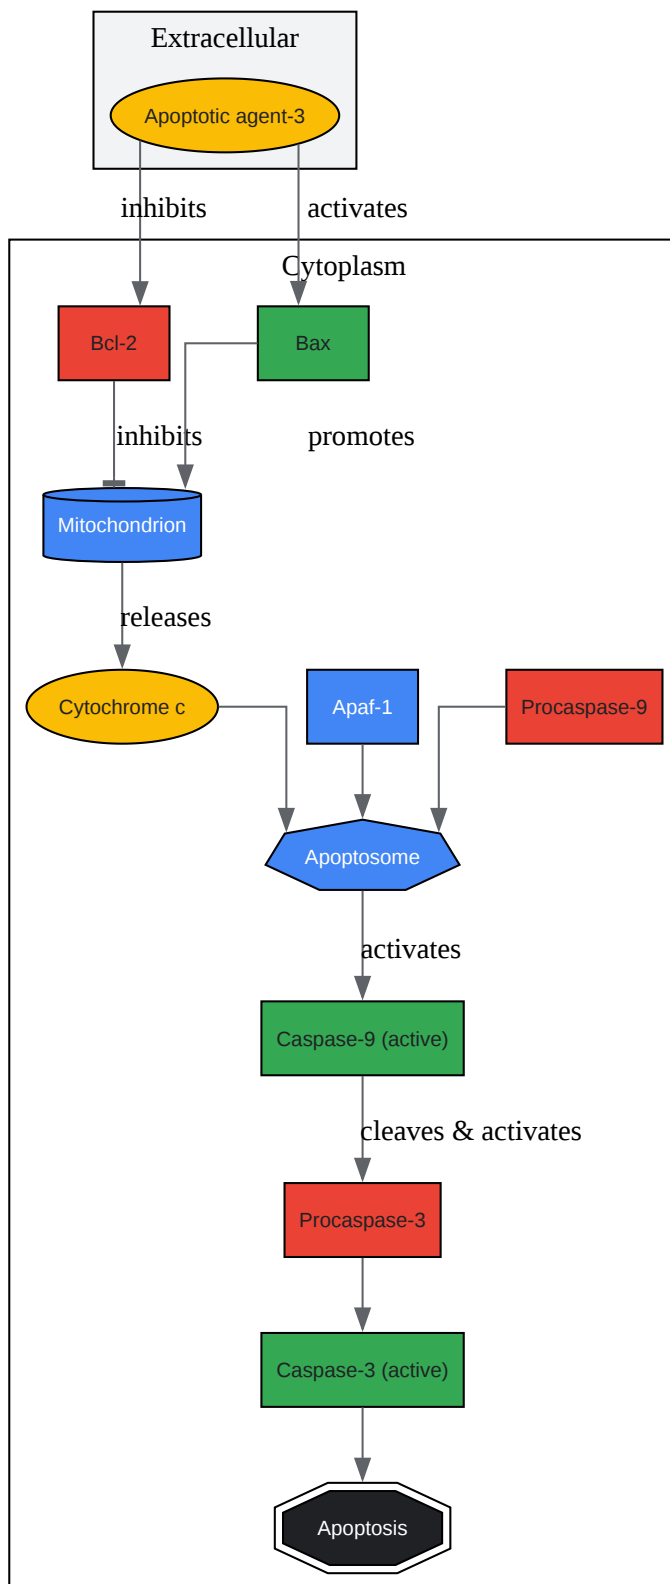 Extracellular
Apoptotic agent-3
inhibits
activates
Cytoplasm
Bcl-2
Bax
inhibits
promotes
Mitochondrion
releases
Cytochrome c
Apaf-1
Procaspase-9
Apoptosome
activates
Caspase-9 (active)
cleaves & activates
Procaspase-3
Caspase-3 (active)
Apoptosis